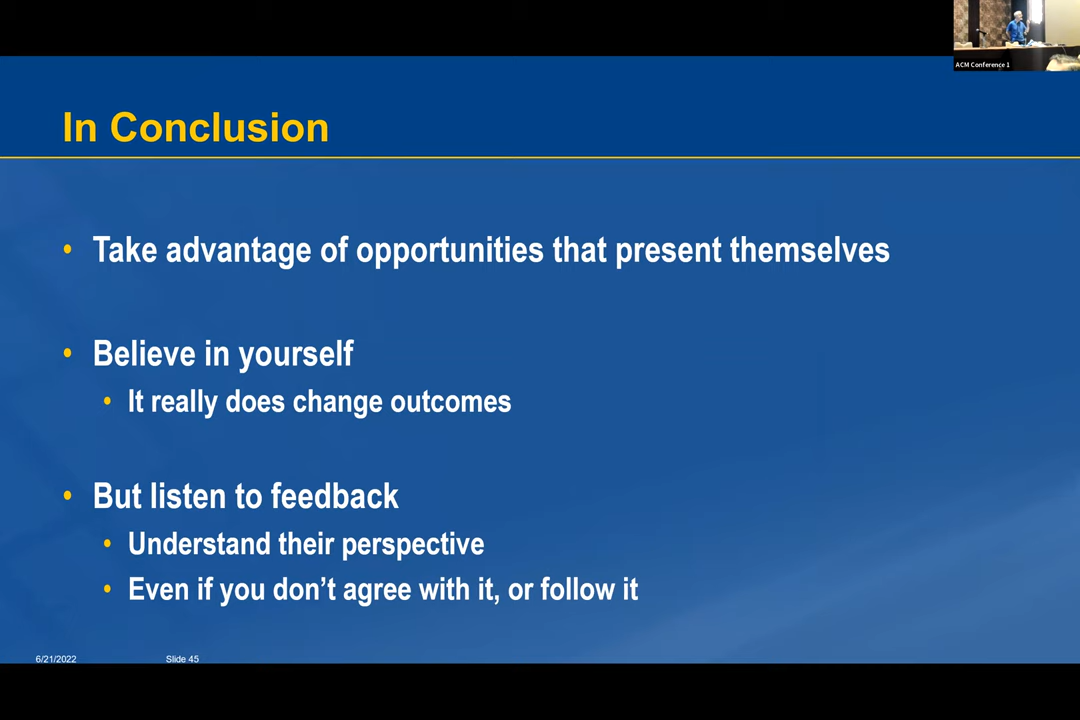 ACM Conference 1
In Conclusion
• Take advantage of opportunities that present themselves
• Believe in yourself
• It really does change outcomes
• But listen to feedback
• Understand their perspective
• Even if you don’t agree with it, or follow it
6/21/2022 Slide 45